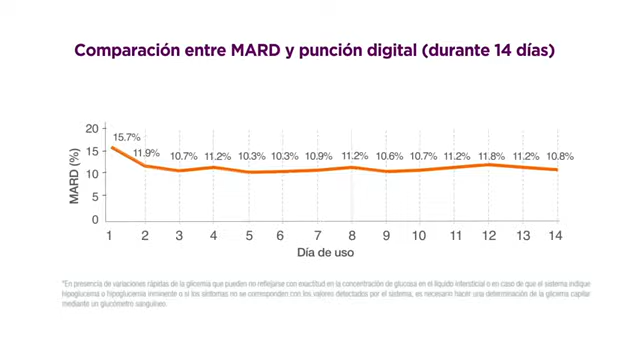 Comparación entre MARD y punción digital (durante 14 días)
20
15
10
5
0
MARD (%)
15.7%
11.9%
10.7%
11.2%
10.3%
10.3%
10.9%
11.2%
10.6%
10.7%
11.2%
11.8%
11.2%
10.8%
1 2 3 4 5 6 7 8 9 10 11 12 13 14
Día de uso
*En presencia de variaciones rápidas de la glicemia que pueden no reflejarse con exactitud en la concentración de glucosa en el líquido intersticial o en caso de que el sistema indique
hipoglucemia o hipoglucemia inminente o si los síntomas no se corresponden con los valores detectados por el sistema, es necesario hacer una determinación de la glicemia capilar
mediante un glucómetro sanguíneo.